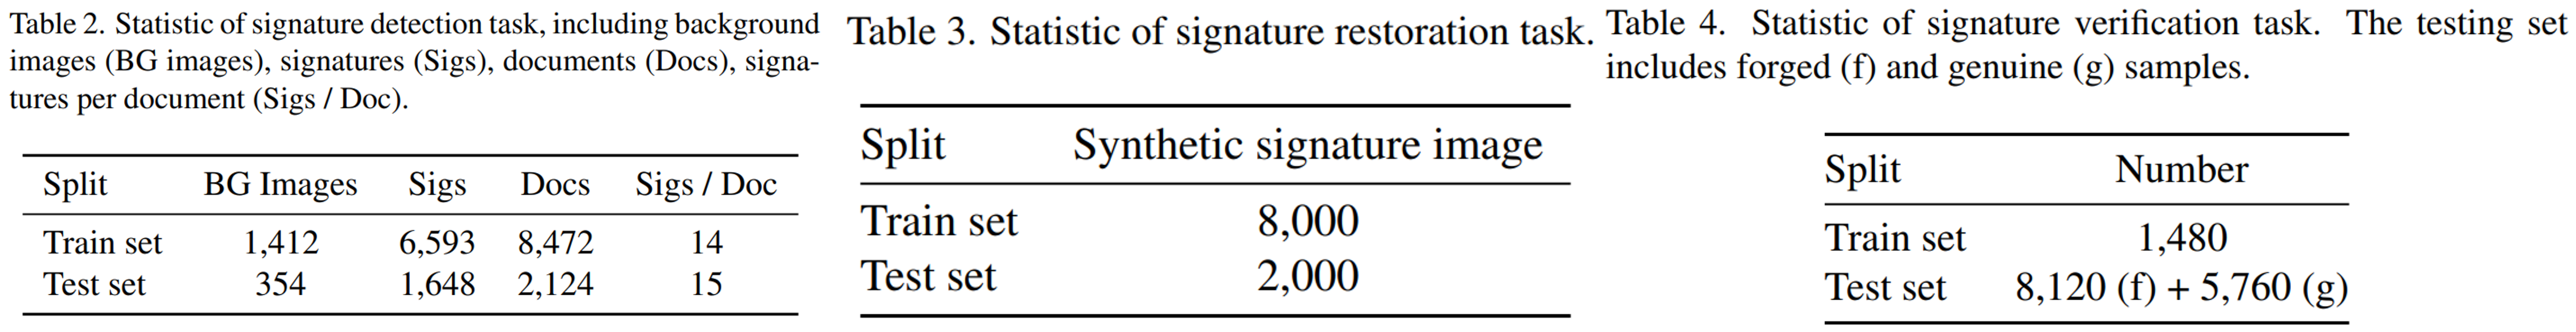 Table 2. Statistic of signature detection task, including background
images (BG images), signatures (Sigs), documents (Docs), signa-
tures per document (Sigs / Doc).
Split BG Images Sigs Docs Sigs / Doc
Train set 1,412 6,593 8,472 14
Test set 354 1,648 2,124 15
Table 3. Statistic of signature restoration task.
Split Synthetic signature image
Train set 8,000
Test set 2,000
Table 4. Statistic of signature verification task. The testing set
includes forged (f) and genuine (g) samples.
Split Number
Train set 1,480
Test set 8,120 (f) + 5,760 (g)